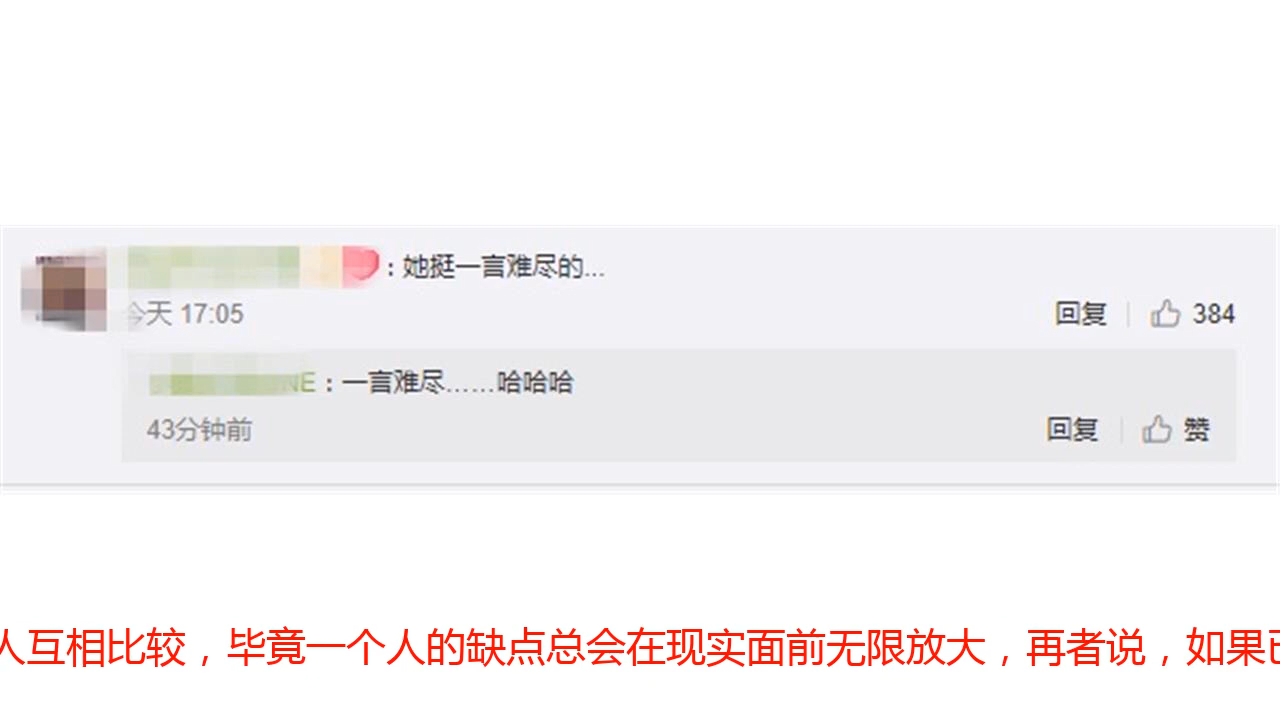 ：她挺一言难尽的...
今天 17:05
回复 384
NE：一言难尽……哈哈哈
43分钟前
回复 赞
人互相比较，毕竟一个人的缺点总会在现实面前无限放大，再者说，如果已